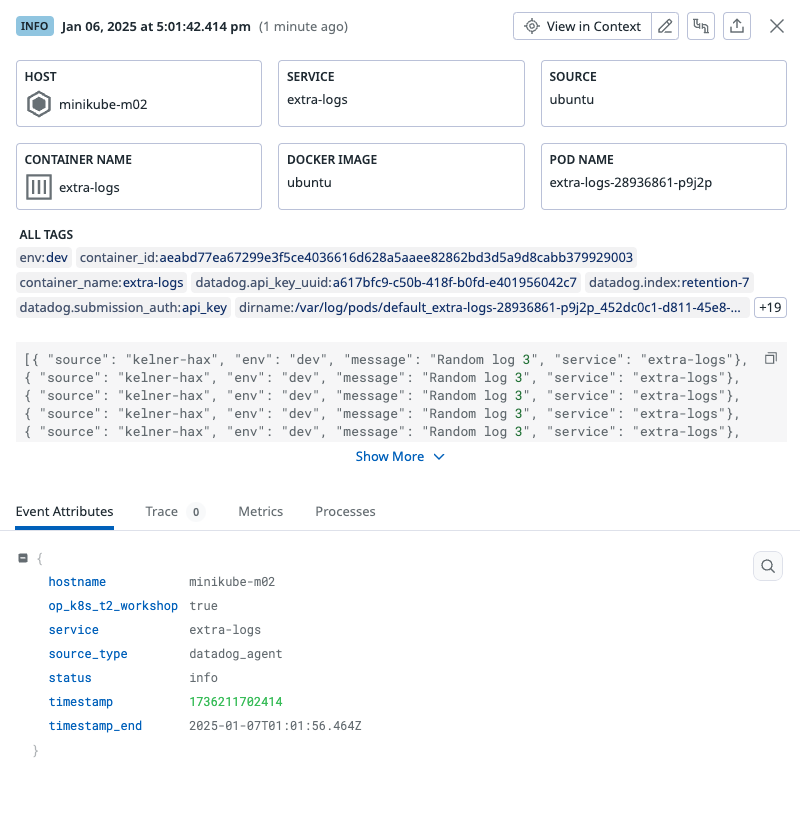 INFO Jan 06, 2025 at 5:01:42.414 pm (1 minute ago) View in Context
HOST
minikube-m02
SERVICE
extra-logs
SOURCE
ubuntu
CONTAINER NAME
extra-logs
DOCKER IMAGE
ubuntu
POD NAME
extra-logs-28936861-p9j2p
ALL TAGS
env:dev container_id:aeabd77ea67299e3f5ce4036616d628a5aaee82862bd3d5a9d8cabb379929003
container_name:extra-logs datadog.api_key_uuid:a617bfc9-c50b-418f-b0fd-e401956042c7 datadog.index:retention-7
datadog.submission_auth:api_key dirname:/var/log/pods/default_extra-logs-28936861-p9j2p_452dc0c1-d811-45e8-... +19
[{ "source": "kelner-hax", "env": "dev", "message": "Random log 3", "service": "extra-logs"},
{ "source": "kelner-hax", "env": "dev", "message": "Random log 3", "service": "extra-logs"},
{ "source": "kelner-hax", "env": "dev", "message": "Random log 3", "service": "extra-logs"},
{ "source": "kelner-hax", "env": "dev", "message": "Random log 3", "service": "extra-logs"},
{ "source": "kelner-hax", "env": "dev", "message": "Random log 3", "service": "extra-logs"},
Show More
Event Attributes Trace 0 Metrics Processes
{
hostname minikube-m02
op_k8s_t2_workshop true
service extra-logs
source_type datadog_agent
status info
timestamp 1736211702414
timestamp_end 2025-01-07T01:01:56.464Z
}